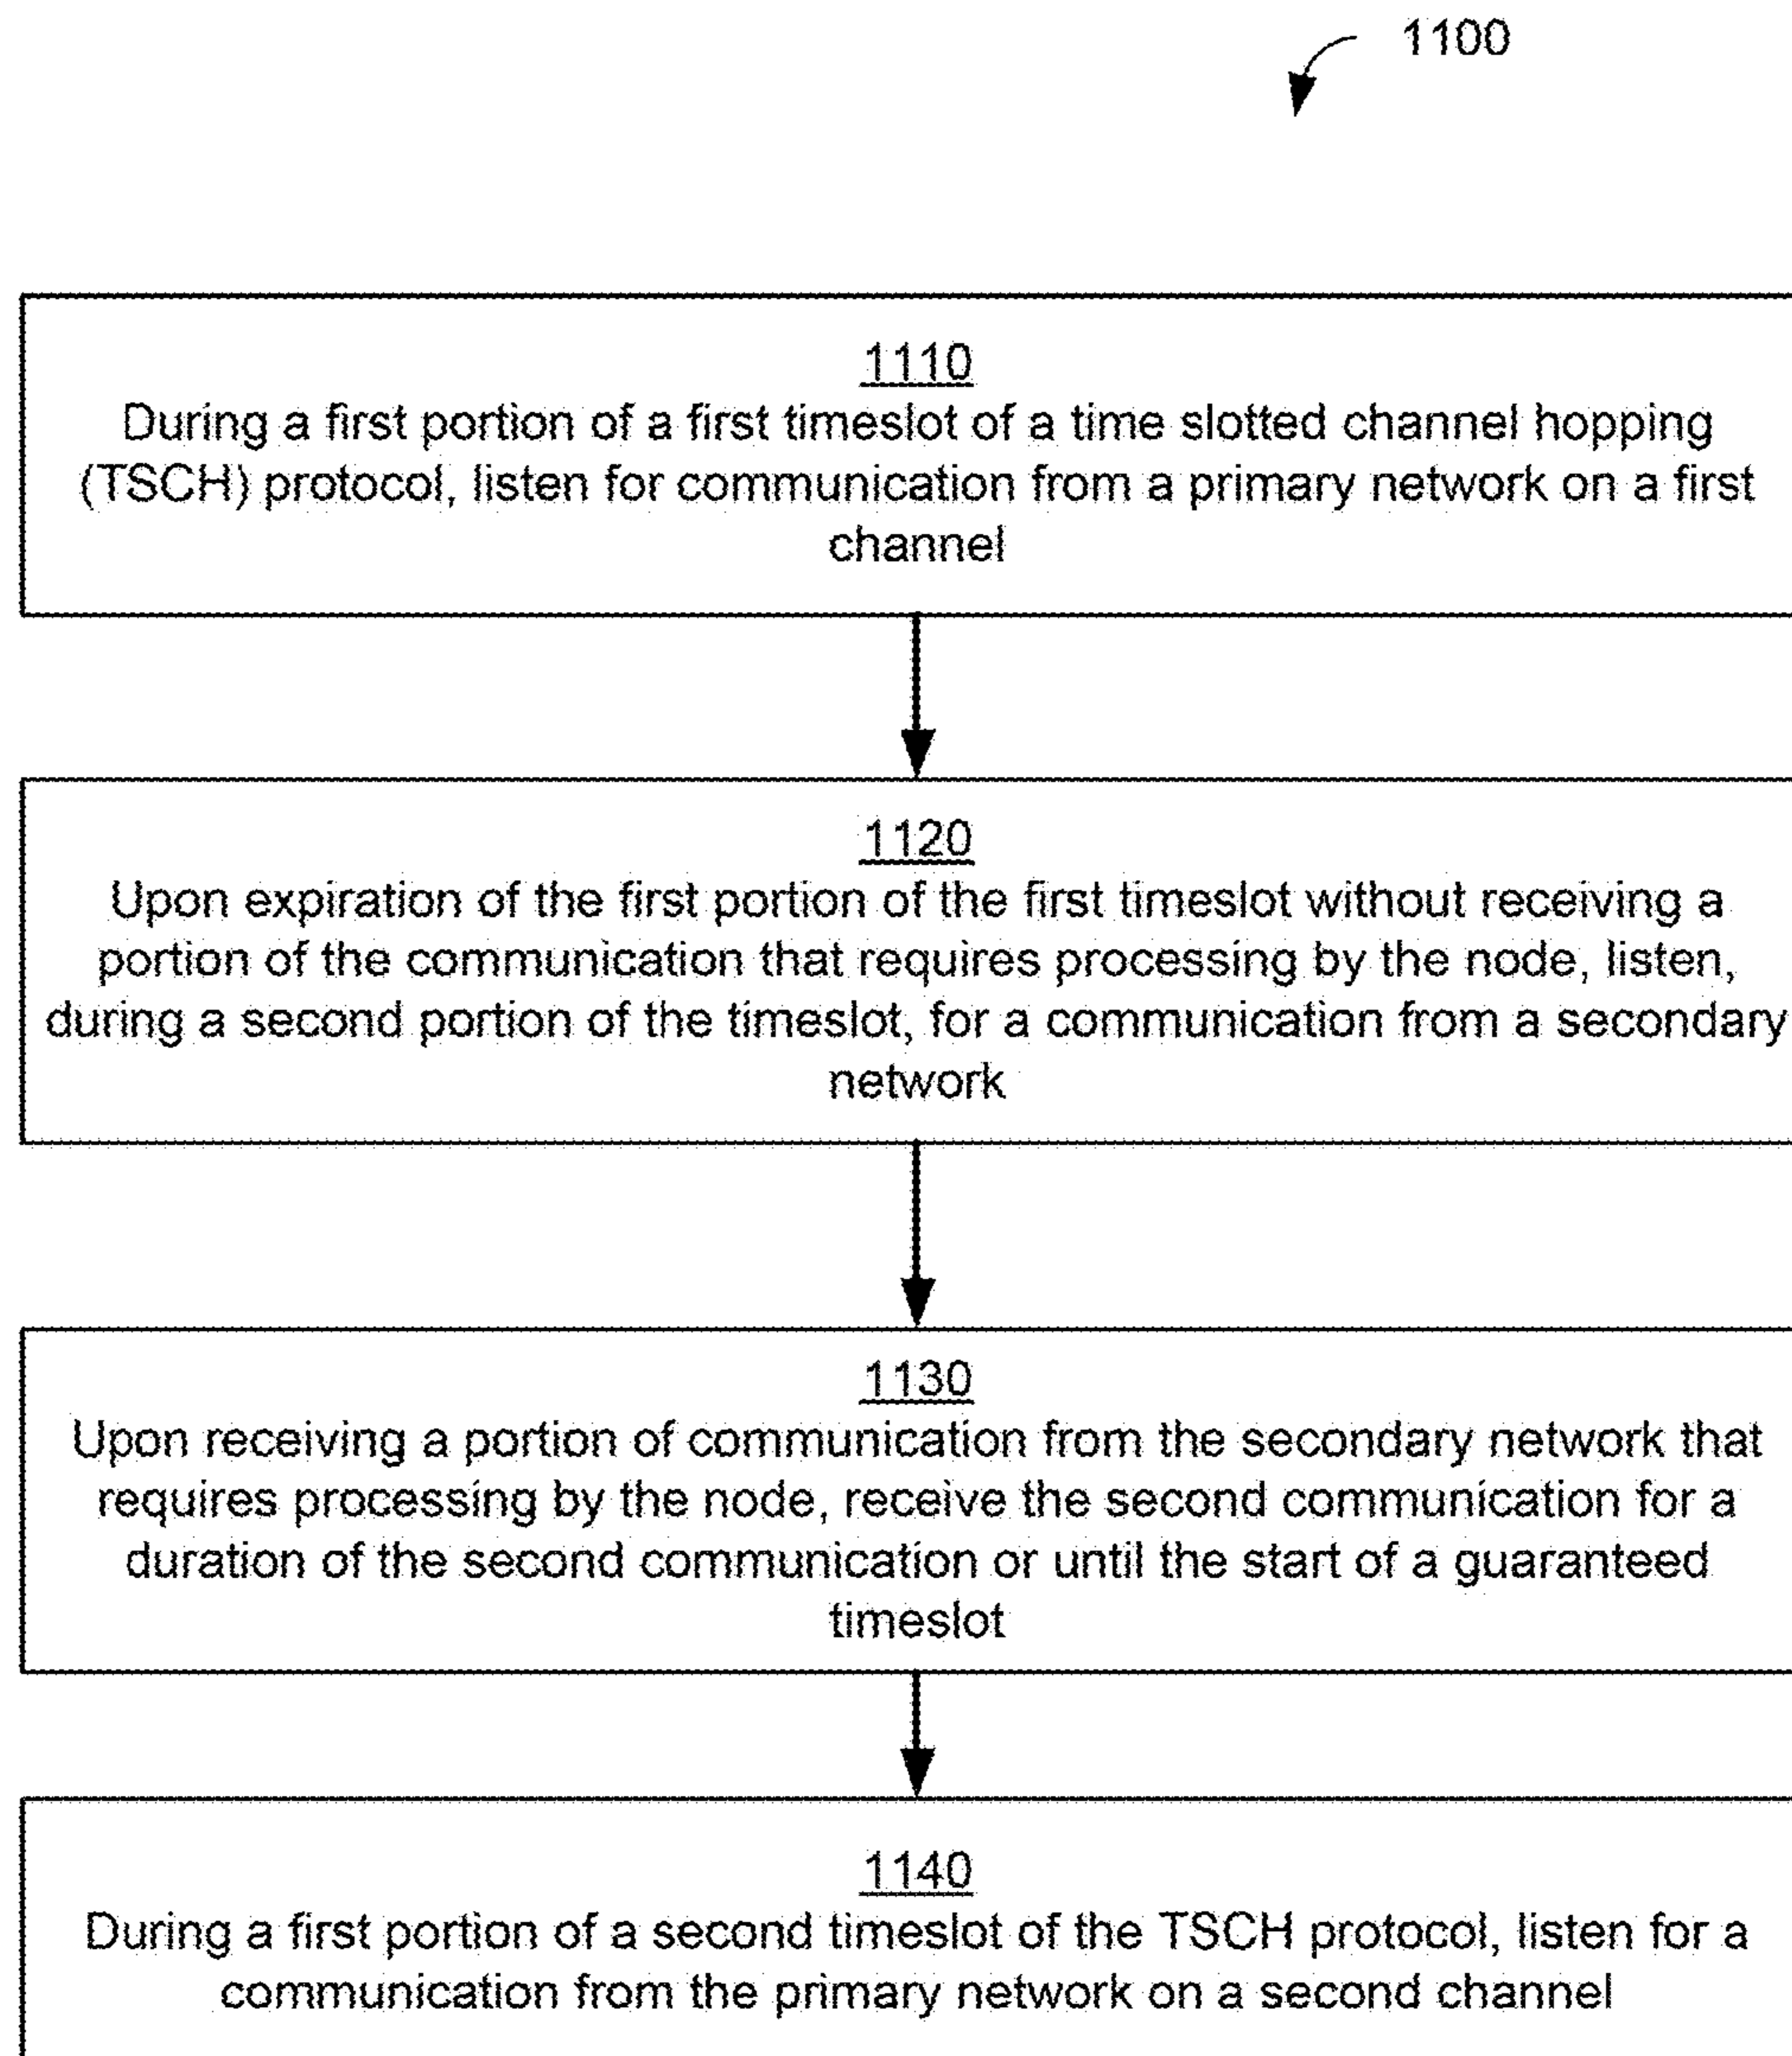 1100
1110
During a first portion of a first timeslot of a time slotted channel hopping
(TSCH) protocol, listen for communication from a primary network on a first
channel
1120
Upon expiration of the first portion of the first timeslot without receiving a
portion of the communication that requires processing by the node, listen,
during a second portion of the timeslot, for a communication from a secondary
network
1130
Upon receiving a portion of communication from the secondary network that
requires processing by the node, receive the second communication for a
duration of the second communication or until the start of a guaranteed
timeslot
1140
During a first portion of a second timeslot of the TSCH protocol, listen for a
communication from the primary network on a second channel